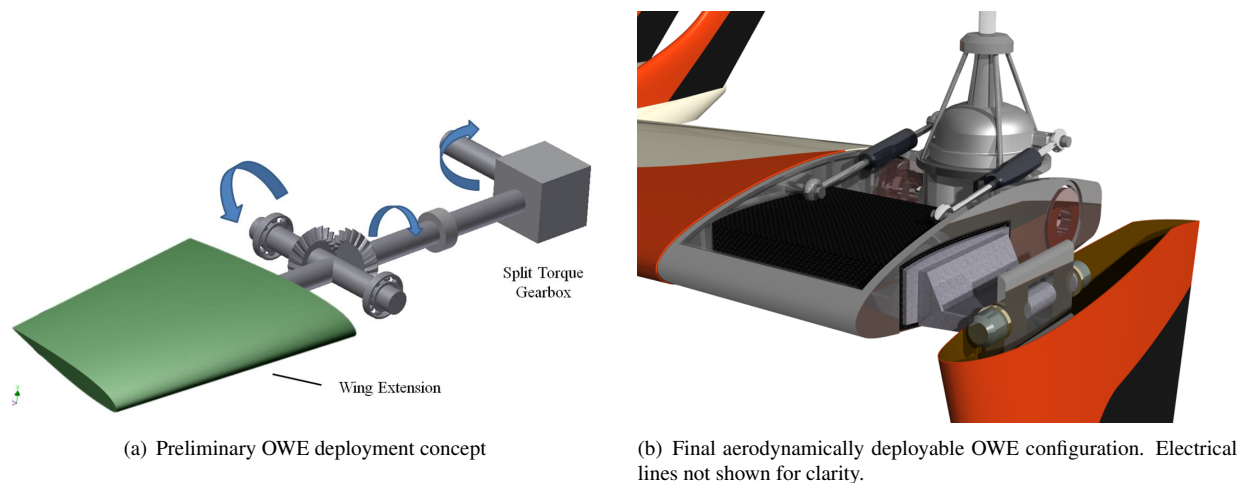 Split Torque
Gearbox
Wing Extension
(a) Preliminary OWE deployment concept
(b) Final aerodynamically deployable OWE configuration. Electrical
lines not shown for clarity.